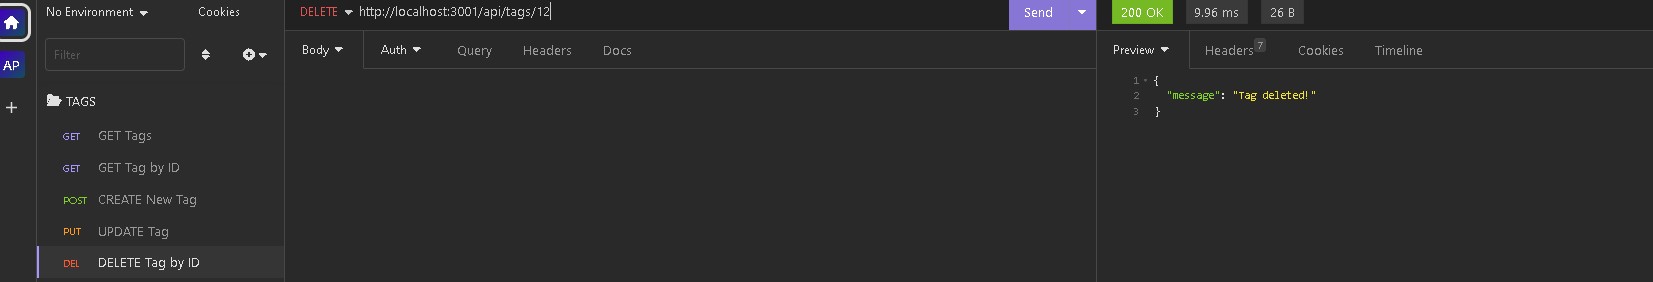 No Environment
Cookies
DELETE http://localhost:3001/api/tags/12
Send
200 OK
9.96 ms
26 B
Filter
Body
Auth
Query
Headers
Docs
Preview
Headers 7
Cookies
Timeline
AP
TAGS
GET GET Tags
GET GET Tag by ID
POST CREATE New Tag
PUT UPDATE Tag
DEL DELETE Tag by ID
1 {
2 "message": "Tag deleted!"
3 }